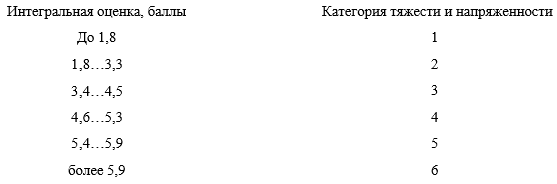 Интегральная оценка, баллы Категория тяжести и напряженности
До 1,8 1
1,8…3,3 2
3,4…4,5 3
4,6…5,3 4
5,4…5,9 5
более 5,9 6